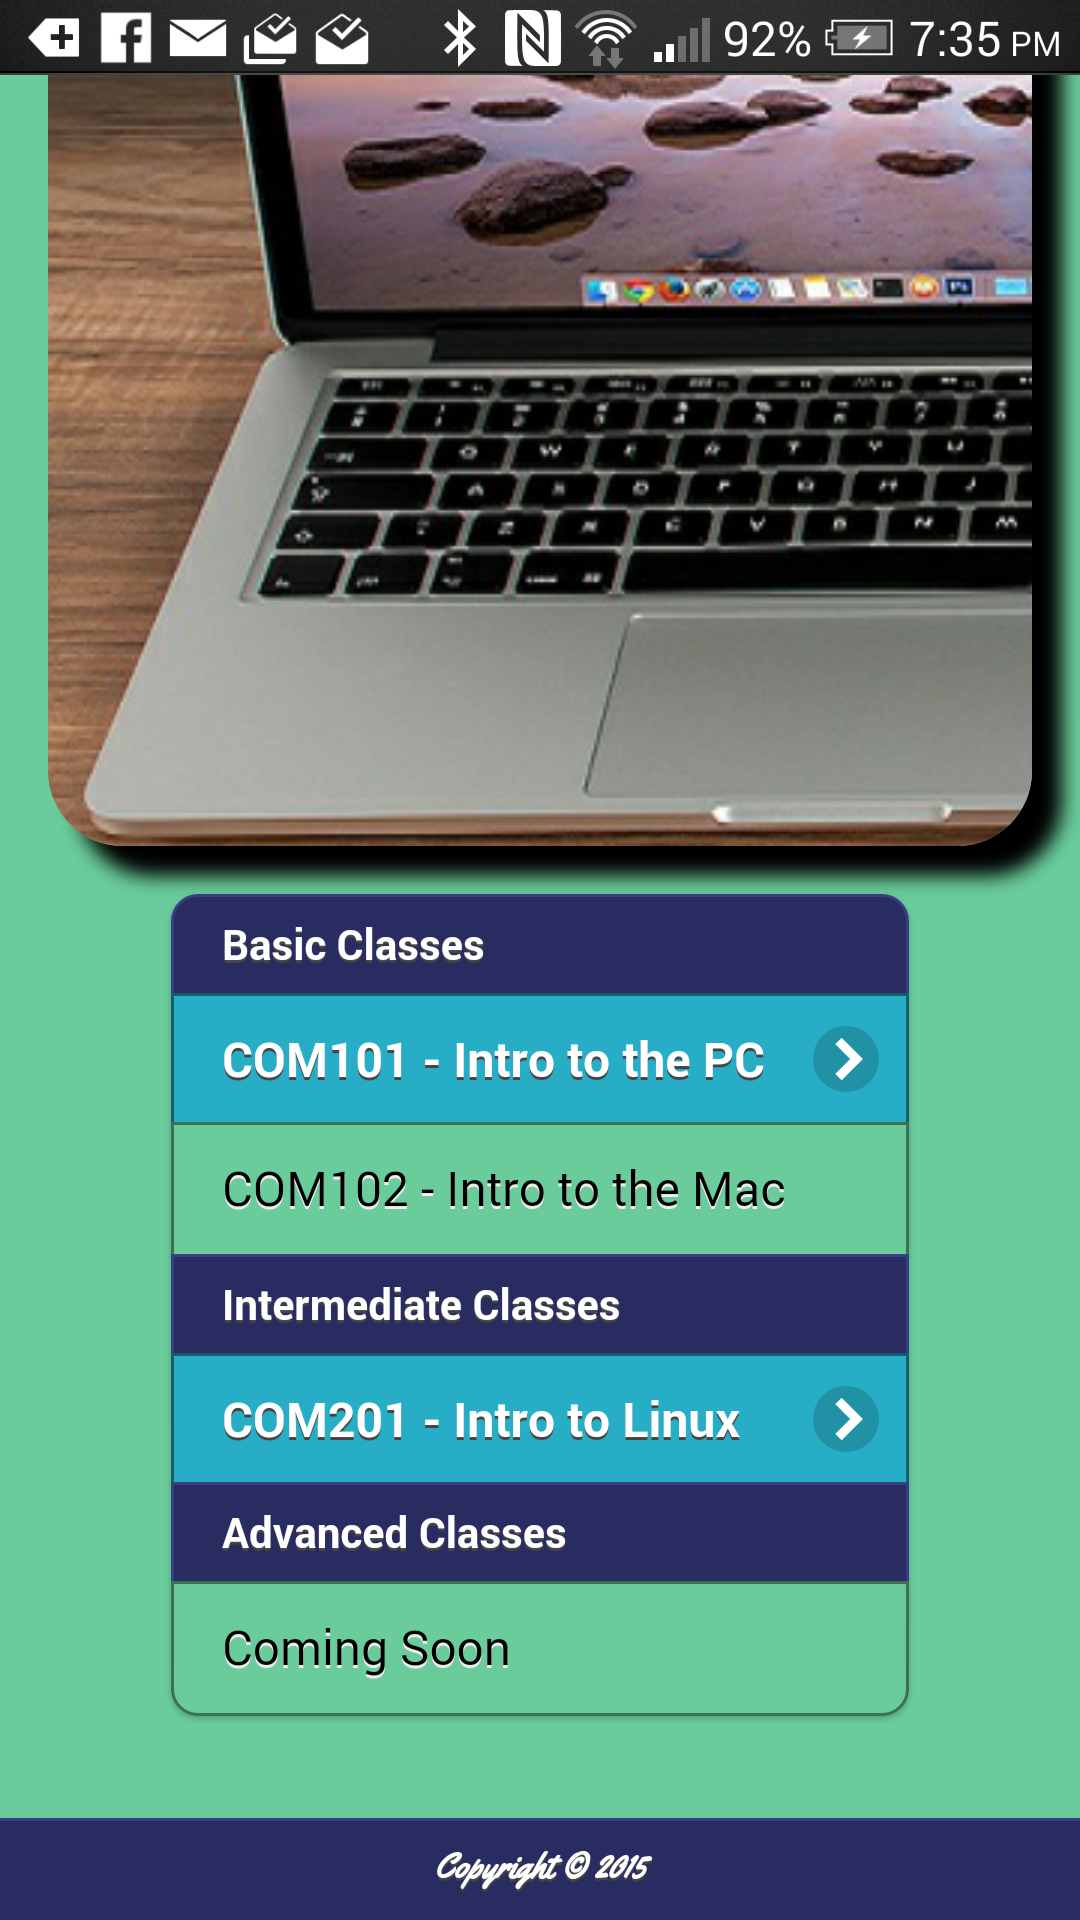 92% 7:35 PM
Basic Classes
COM101 - Intro to the PC
COM102 - Intro to the Mac
Intermediate Classes
COM201 - Intro to Linux
Advanced Classes
Coming Soon
Copyright © 2015